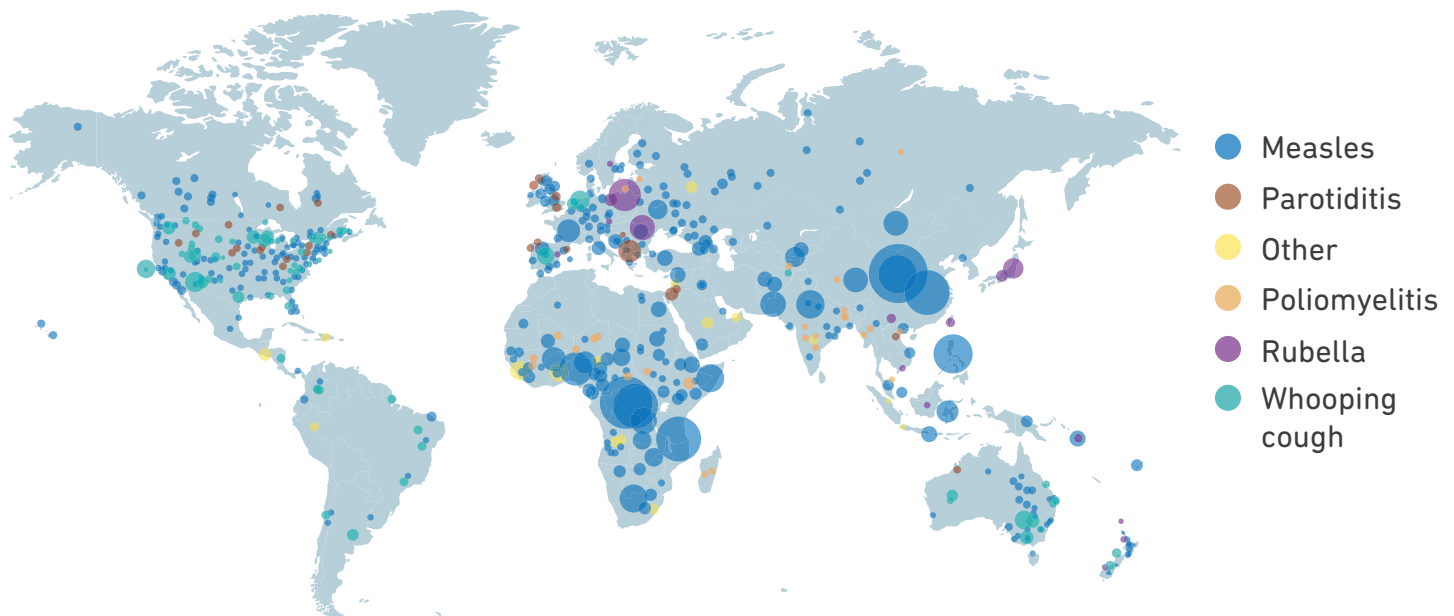 Measles
Parotiditis
Other
Poliomyelitis
Rubella
Whooping
cough